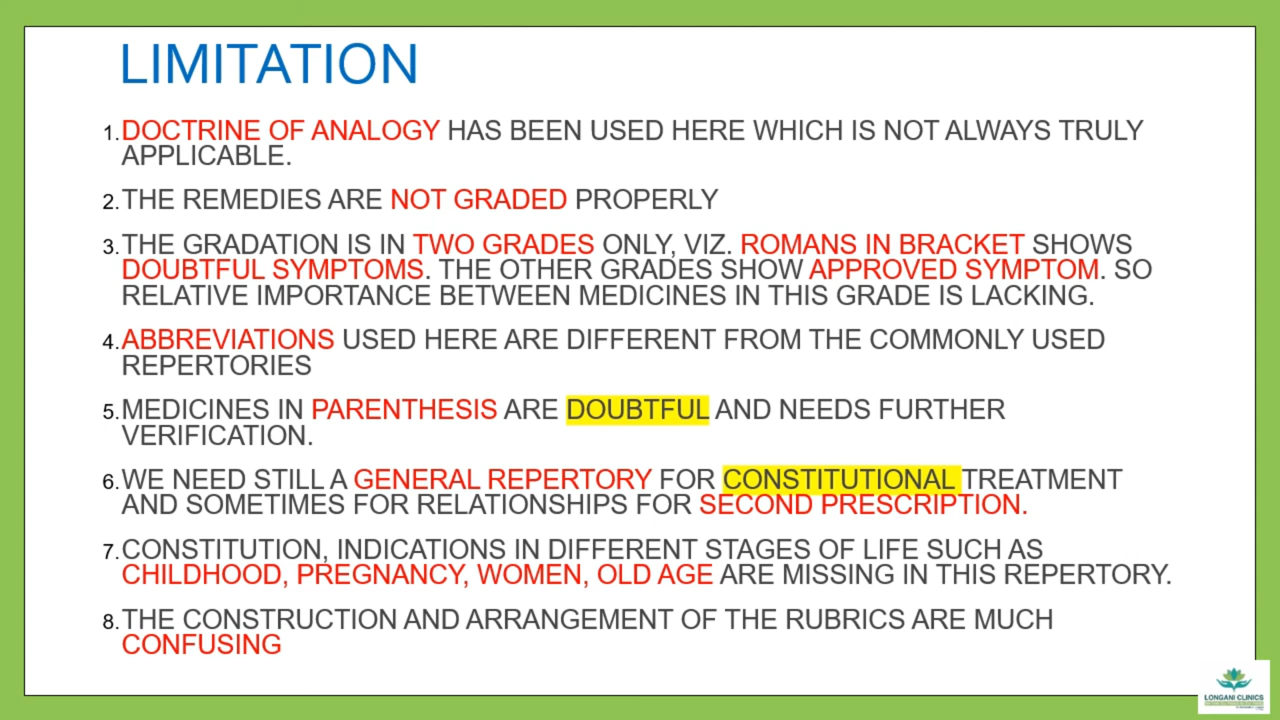 LIMITATION
1. DOCTRINE OF ANALOGY HAS BEEN USED HERE WHICH IS NOT ALWAYS TRULY
APPLICABLE.
2. THE REMEDIES ARE NOT GRADED PROPERLY
3. THE GRADATION IS IN TWO GRADES ONLY, VIZ. ROMANS IN BRACKET SHOWS
DOUBTFUL SYMPTOMS. THE OTHER GRADES SHOW APPROVED SYMPTOM. SO
RELATIVE IMPORTANCE BETWEEN MEDICINES IN THIS GRADE IS LACKING.
4. ABBREVIATIONS USED HERE ARE DIFFERENT FROM THE COMMONLY USED
REPERTORIES
5. MEDICINES IN PARENTHESIS ARE DOUBTFUL AND NEEDS FURTHER
VERIFICATION.
6. WE NEED STILL A GENERAL REPERTORY FOR CONSTITUTIONAL TREATMENT
AND SOMETIMES FOR RELATIONSHIPS FOR SECOND PRESCRIPTION.
7. CONSTITUTION, INDICATIONS IN DIFFERENT STAGES OF LIFE SUCH AS
CHILDHOOD, PREGNANCY, WOMEN, OLD AGE ARE MISSING IN THIS REPERTORY.
8. THE CONSTRUCTION AND ARRANGEMENT OF THE RUBRICS ARE MUCH
CONFUSING
LONGANI CLINICS